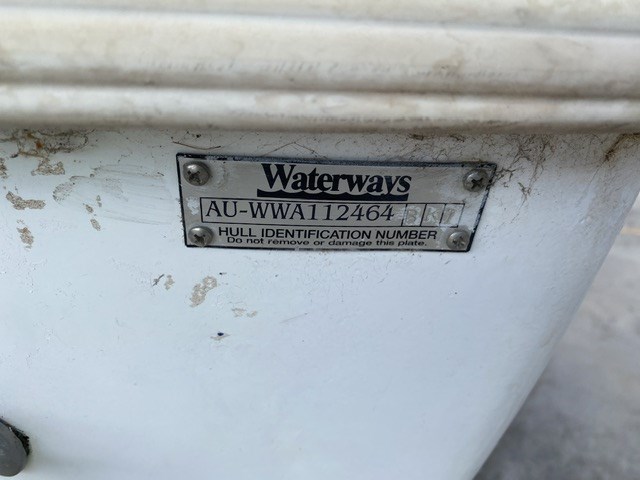 Waterways
AU-WWA112464
HULL IDENTIFICATION NUMBER
Do not remove or damage this plate.